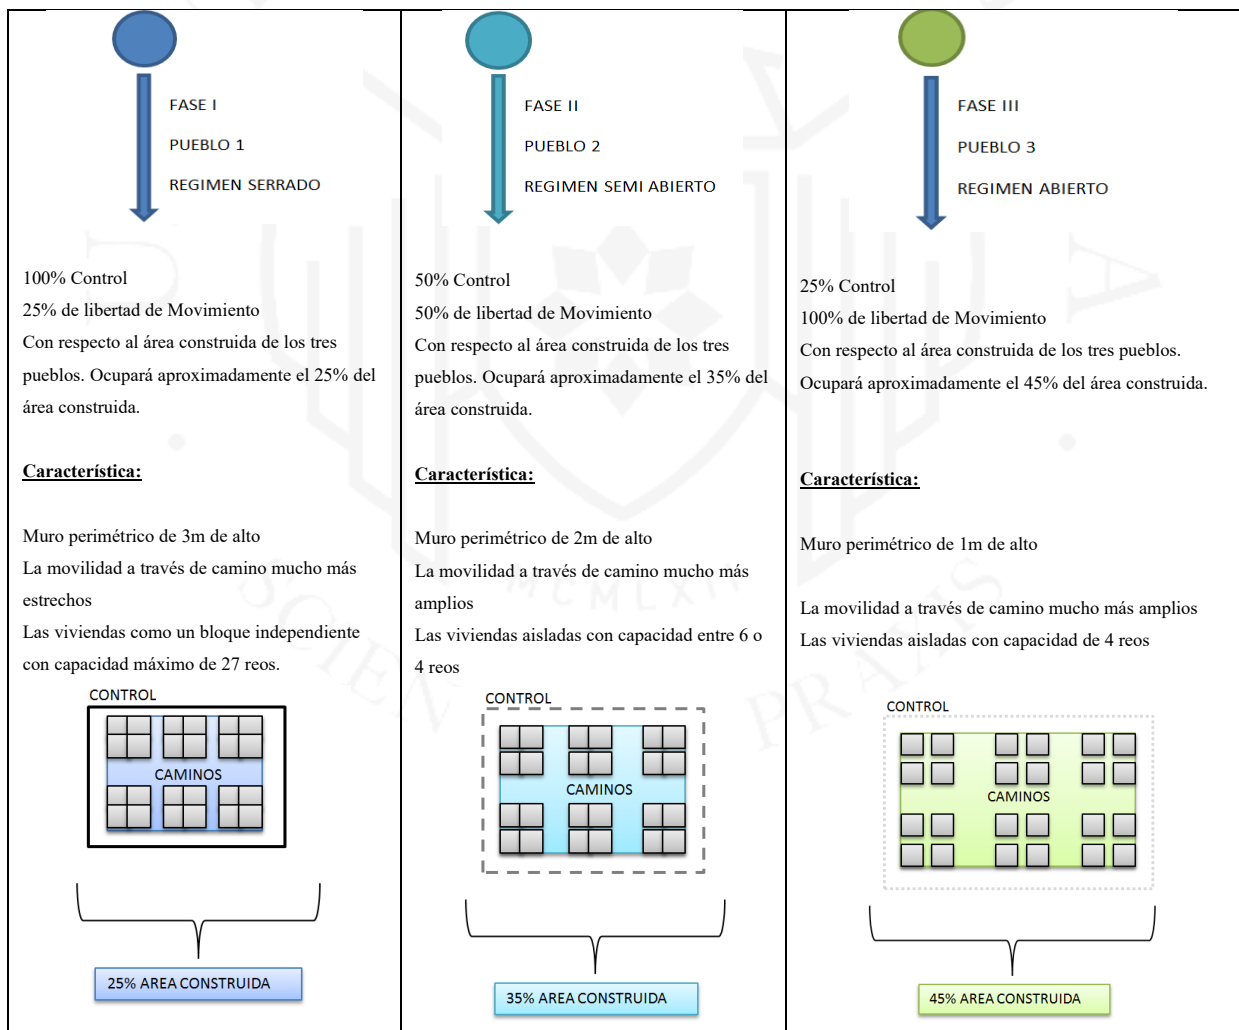 FASE I
PUEBLO 1
REGIMEN SERRADO
100% Control
25% de libertad de Movimiento
Con respecto al área construida de los tres
pueblos. Ocupará aproximadamente el 25% del
área construida.
Característica:
Muro perimétrico de 3m de alto
La movilidad a través de camino mucho más
estrechos
Las viviendas como un bloque independiente
con capacidad máximo de 27 reos.
CONTROL
CAMINOS
25% AREA CONSTRUIDA
FASE II
PUEBLO 2
REGIMEN SEMI ABIERTO
50% Control
50% de libertad de Movimiento
Con respecto al área construida de los tres
pueblos. Ocupará aproximadamente el 35% del
área construida.
Característica:
Muro perimétrico de 2m de alto
La movilidad a través de camino mucho más
amplios
Las viviendas aisladas con capacidad entre 6 o
4 reos
CONTROL
CAMINOS
35% AREA CONSTRUIDA
FASE III
PUEBLO 3
REGIMEN ABIERTO
25% Control
100% de libertad de Movimiento
Con respecto al área construida de los tres pueblos.
Ocupará aproximadamente el 45% del área construida.
Característica:
Muro perimétrico de 1m de alto
La movilidad a través de camino mucho más amplios
Las viviendas aisladas con capacidad de 4 reos
CONTROL
CAMINOS
45% AREA CONSTRUIDA
PRAXIS